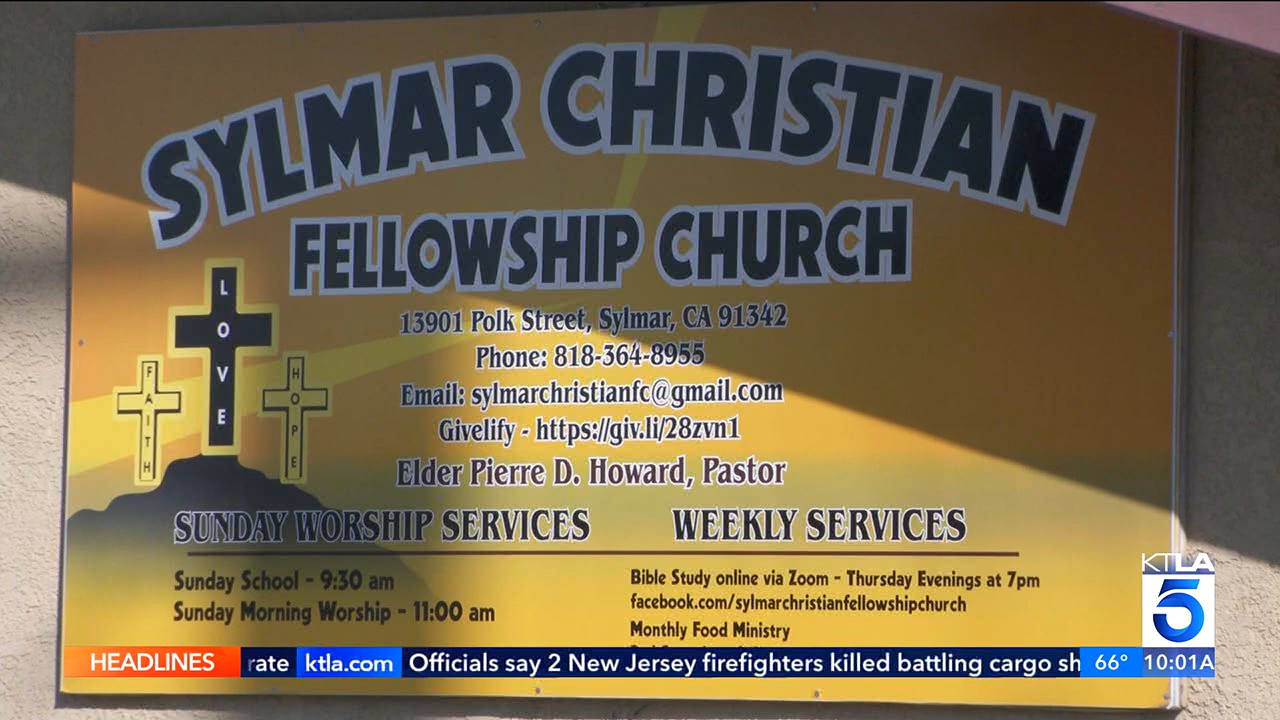 SYLMAR CHRISTIAN
FELLOWSHIP CHURCH
LOVE
FAITH
HOPE
13901 Polk Street, Sylmar, CA 91342
Phone: 818-364-8955
Email: sylmarchristianfc@gmail.com
Givelify - https://giv.li/28zvn1
Elder Pierre D. Howard, Pastor
SUNDAY WORSHIP SERVICES
Sunday School - 9:30 am
Sunday Morning Worship - 11:00 am
WEEKLY SERVICES
Bible Study online via Zoom - Thursday Evenings at 7pm
facebook.com/sylmarchristianfellowshipchurch
Monthly Food Ministry
KTLA
5
HEADLINES rate ktla.com Officials say 2 New Jersey firefighters killed battling cargo sh 66° 10:01A